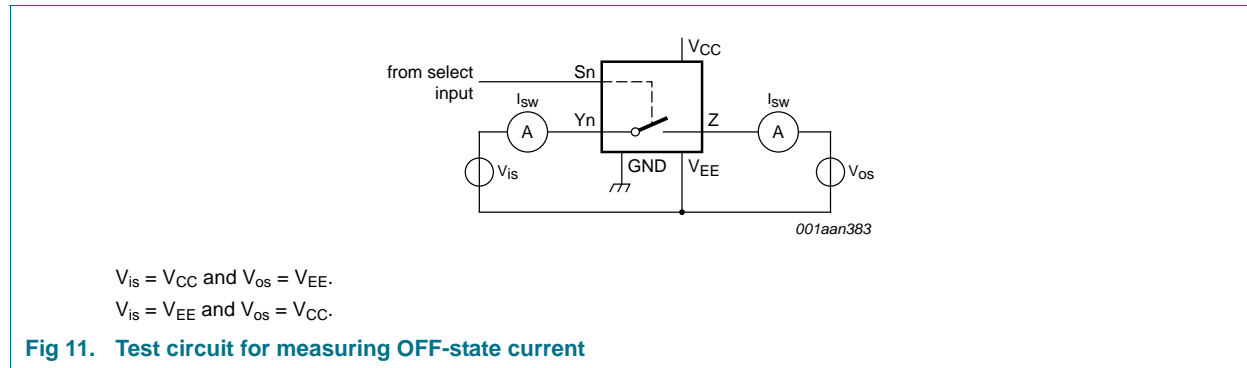 VCC
from select
input
Sn
Isw
Isw
A
Yn
Z
A
Vis
GND
VEE
Vos
001aan383
Vis = VCC and Vos = VEE.
Vis = VEE and Vos = VCC.
Fig 11. Test circuit for measuring OFF-state current